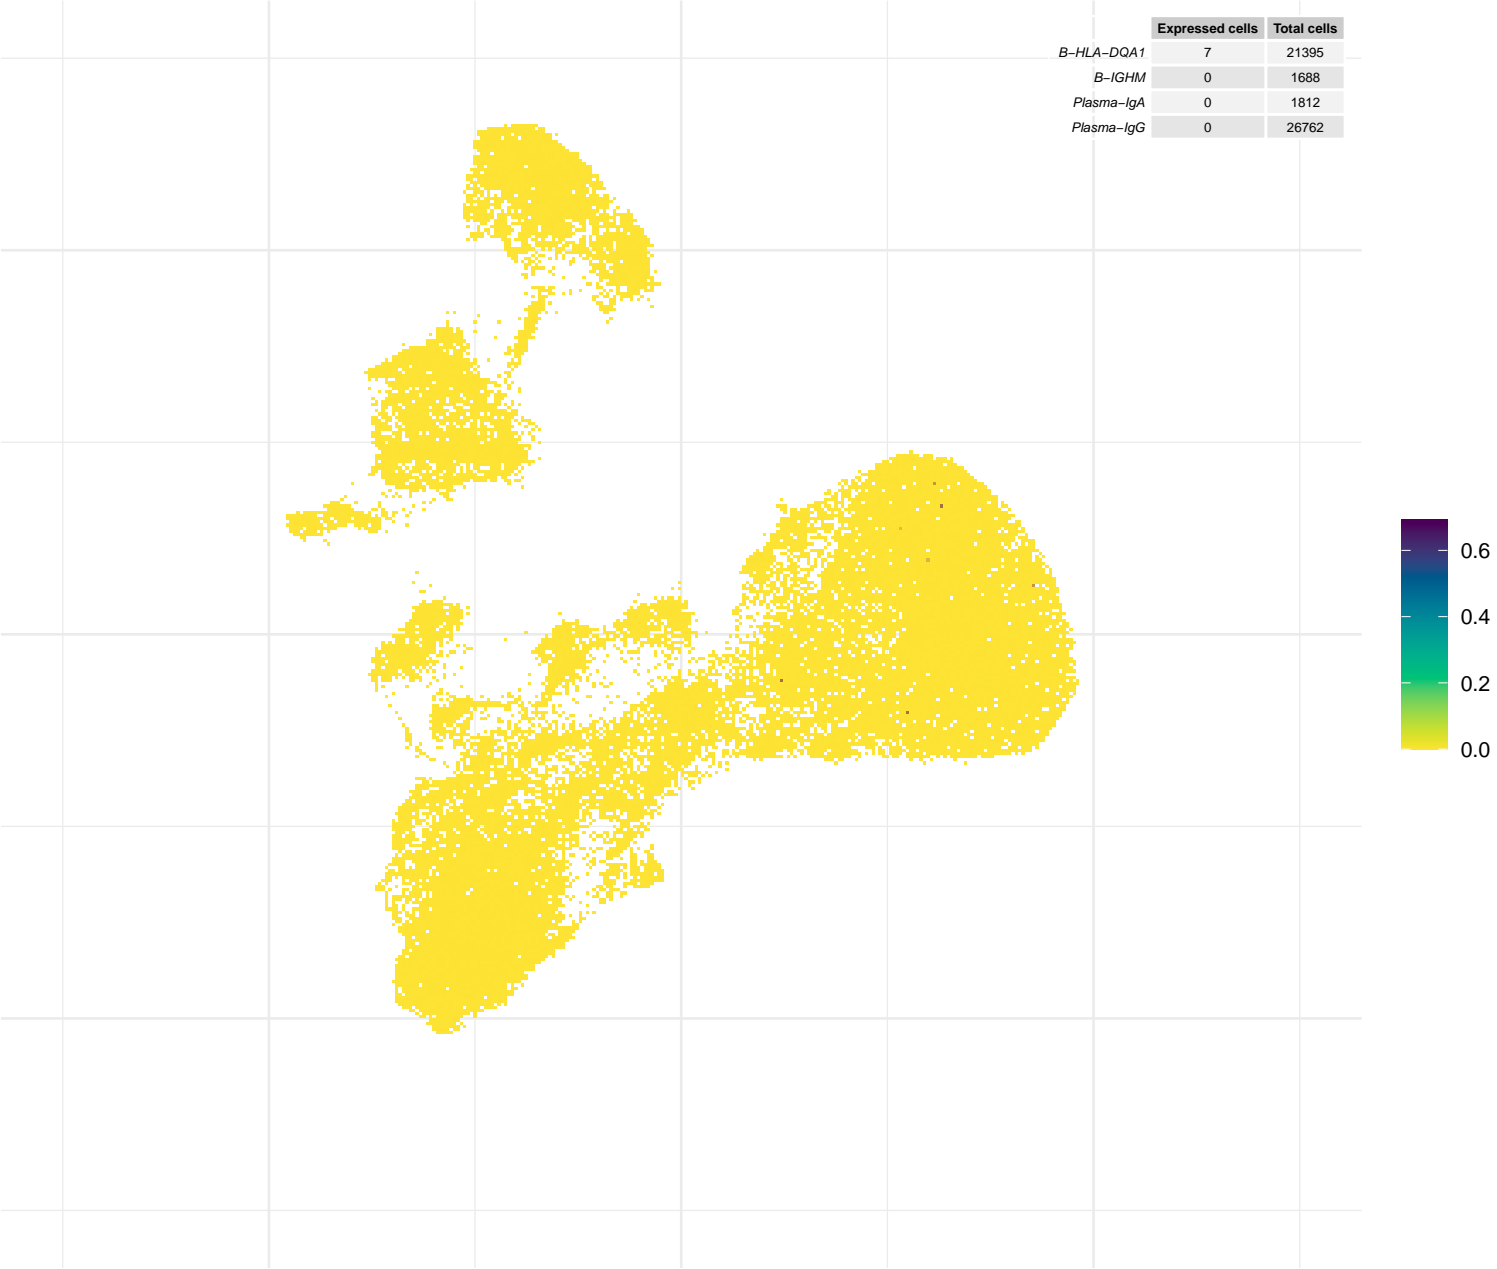 Expressed cells Total cells
B−HLA−DQA1 7 21395
B−IGHM 0 1688
Plasma−IgA 0 1812
Plasma−IgG 0 26762
0.6
0.4
0.2
0.0